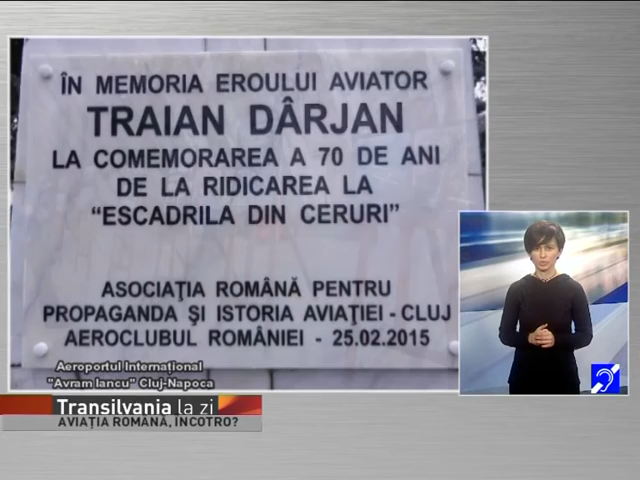 ÎN MEMORIA EROULUI AVIATOR
TRAIAN DÂRJAN
LA COMEMORAREA A 70 DE ANI
DE LA RIDICAREA LA
“ESCADRILA DIN CERURI”
ASOCIAŢIA ROMÂNĂ PENTRU
PROPAGANDA ŞI ISTORIA AVIAŢIEI - CLUJ
AEROCLUBUL ROMÂNIEI - 25.02.2015
Aeroportul Internațional
"Avram Iancu" Cluj-Napoca
Transilvania la zi
AVIAȚIA ROMÂNĂ, ÎNCOTRO?